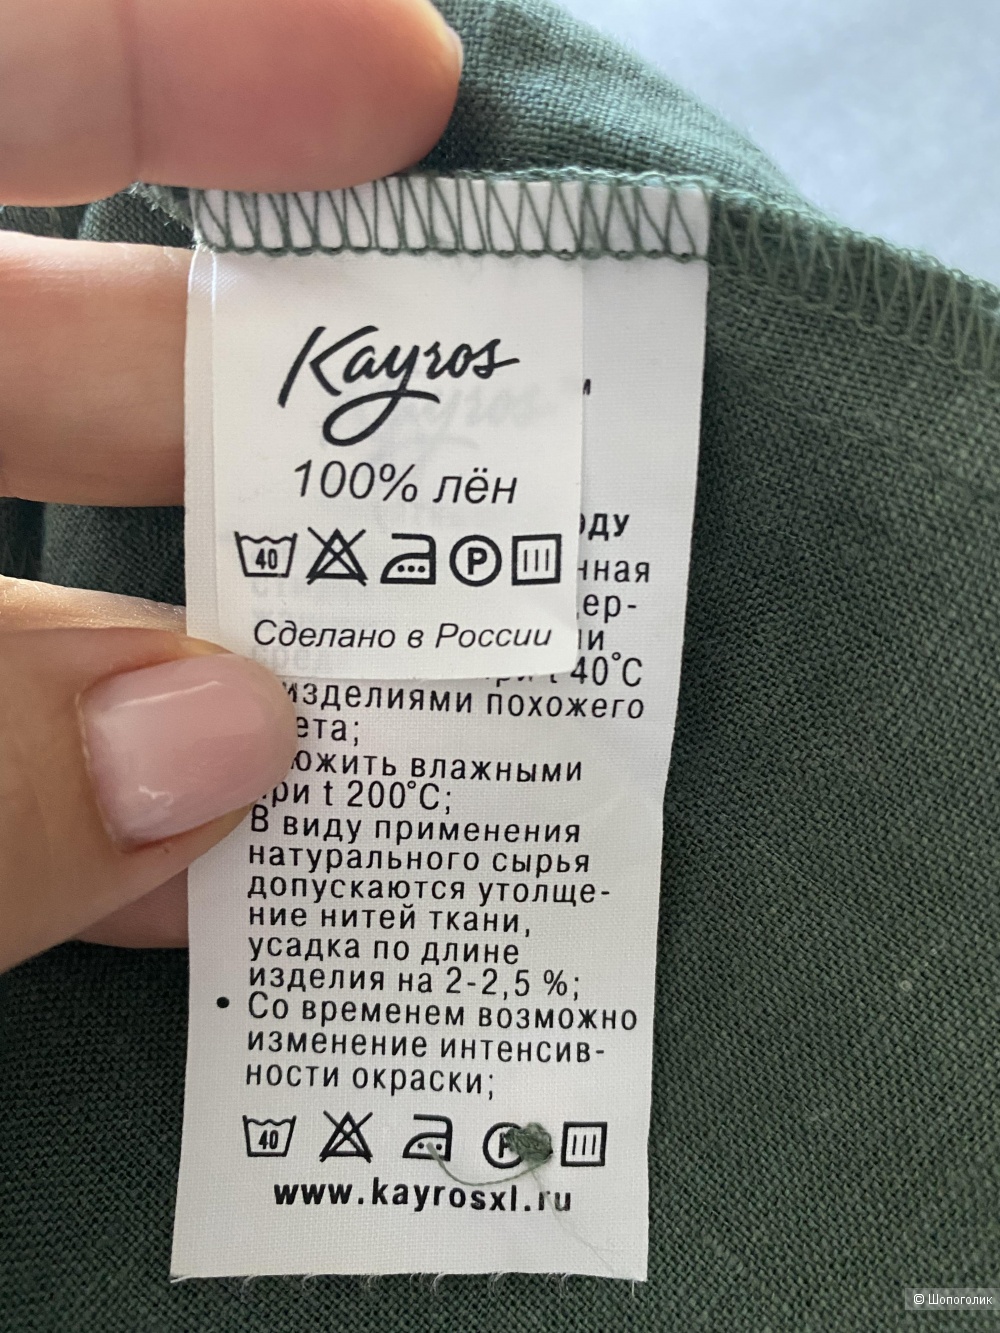 Kayros
100% лён
40
P
Сделано в России
40°C
изделиями похожего
влажными
t 200°C;
В виду применения
натурального сырья
допускаются утолще-
ние нитей ткани,
усадка по длине
изделия на 2-2,5 %;
• Со временем возможно
изменение интенсив-
ности окраски;
40
www.kayrosxl.ru
© Шопоголик